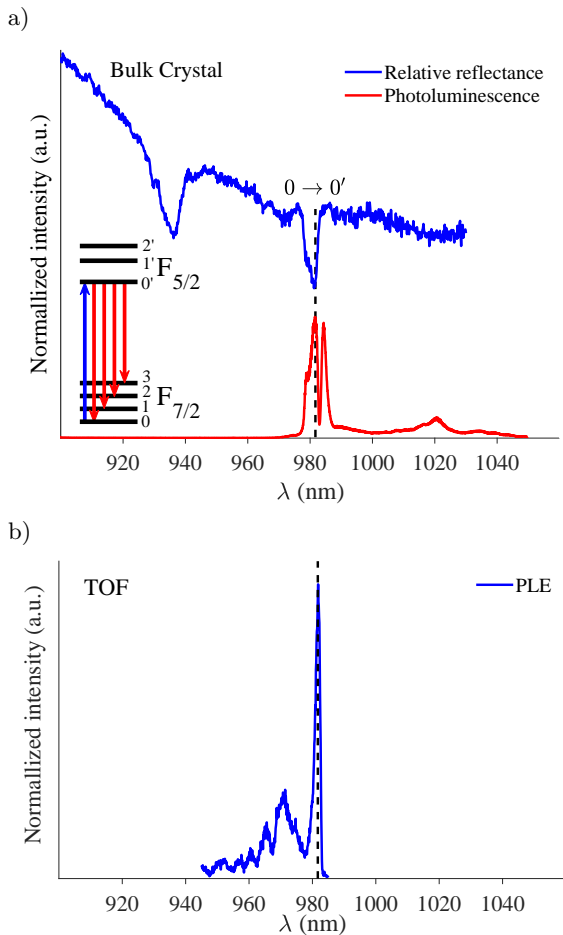 a)
Bulk Crystal
Relative reflectance
Photoluminescence
0 → 0'
Normallized intensity (a.u.)
2'
1'
0'
F5/2
3
2
1
0
F7/2
920 940 960 980 1000 1020 1040
λ (nm)
b)
TOF
PLE
Normallized intensity (a.u.)
920 940 960 980 1000 1020 1040
λ (nm)